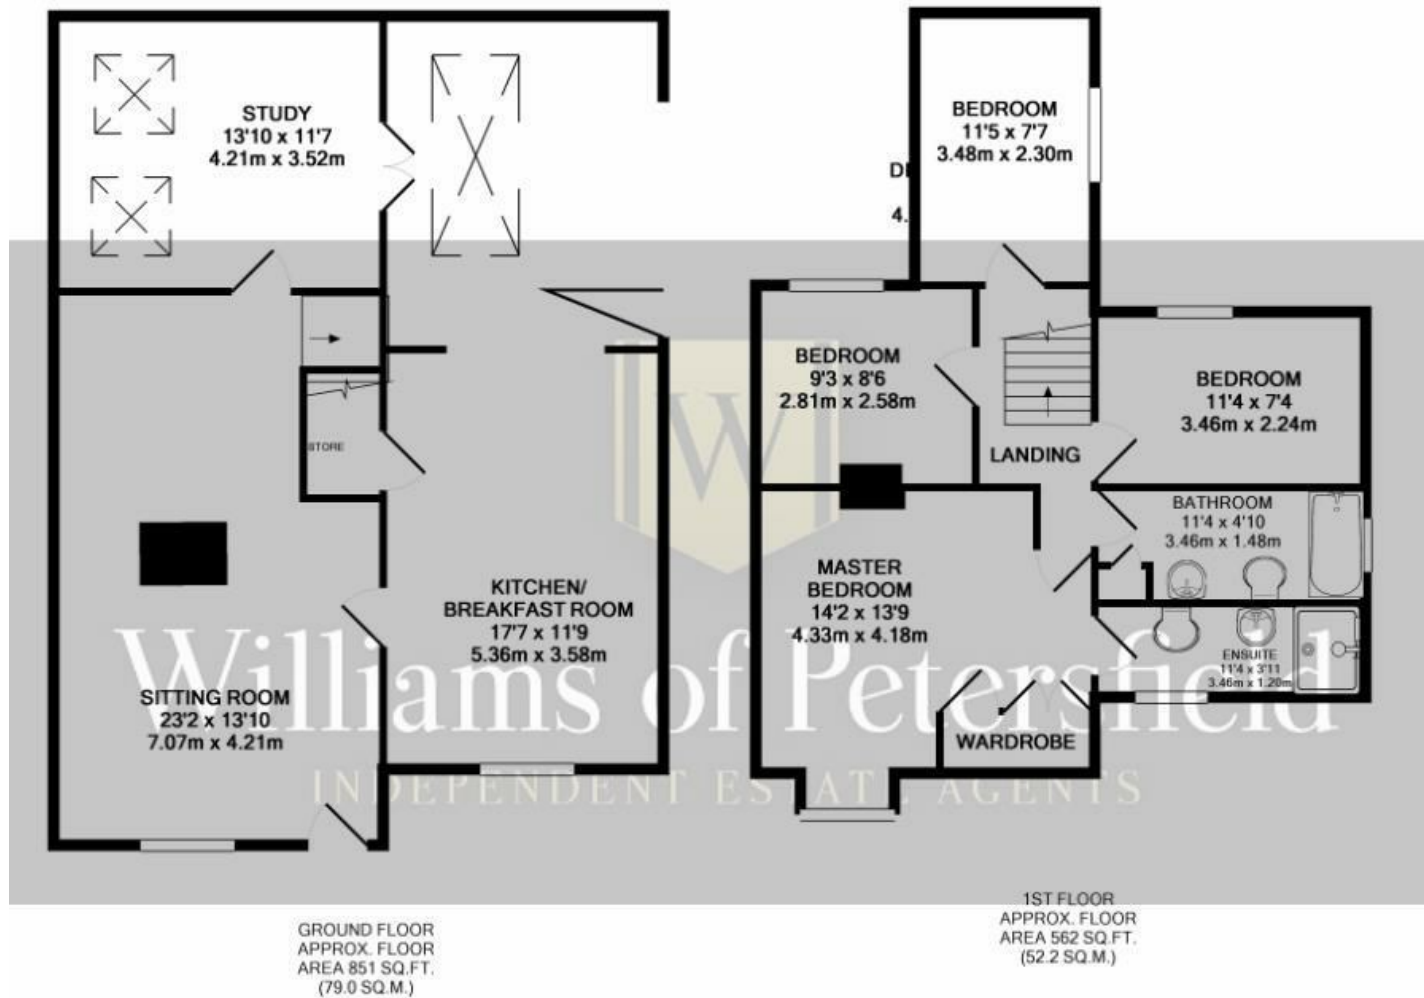 STUDY
13'10 x 11'7
4.21m x 3.52m
BEDROOM
11'5 x 7'7
3.48m x 2.30m
4.
BEDROOM
9'3 x 8'6
2.81m x 2.58m
BEDROOM
11'4 x 7'4
3.46m x 2.24m
STORE
LANDING
BATHROOM
11'4 x 4'10
3.46m x 1.48m
KITCHEN/
BREAKFAST ROOM
17'7 x 11'9
5.36m x 3.58m
MASTER
BEDROOM
14'2 x 13'9
4.33m x 4.18m
ENSUITE
11'4 x 3'11
3.46m x 1.20m
SITTING ROOM
23'2 x 13'10
7.07m x 4.21m
WARDROBE
W
Williams of Petersfield
INDEPENDENT ESTATE AGENTS
GROUND FLOOR
APPROX. FLOOR
AREA 851 SQ.FT.
(79.0 SQ.M.)
1ST FLOOR
APPROX. FLOOR
AREA 562 SQ.FT.
(52.2 SQ.M.)